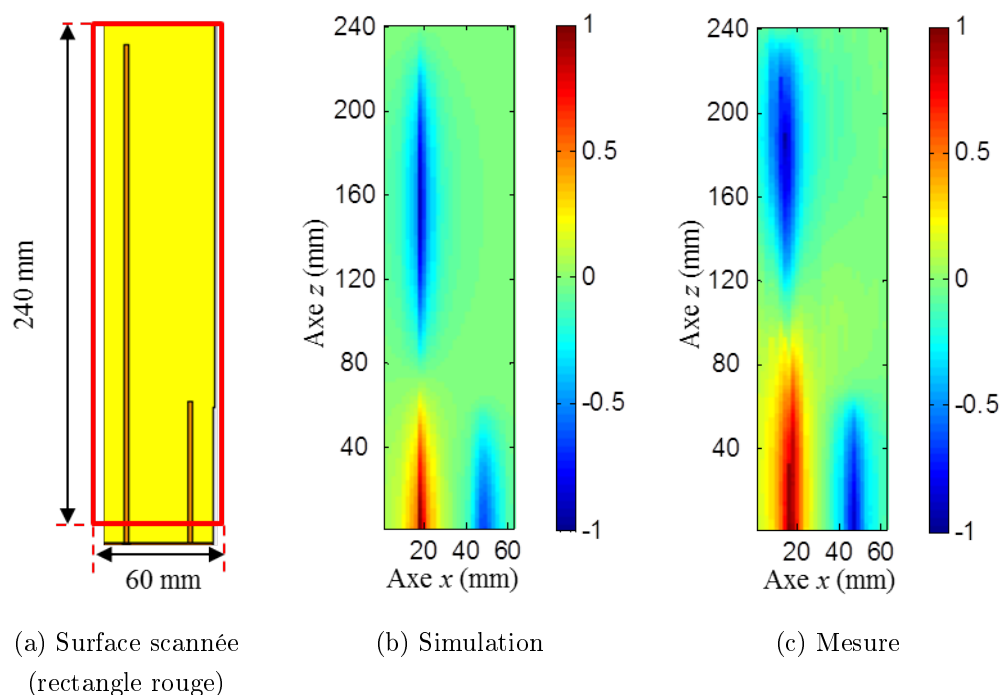 240 mm
60 mm
240
200
160
120
80
40
Axe z (mm)
20 40 60
Axe x (mm)
1
0.5
0
-0.5
-1
240
200
160
120
80
40
Axe z (mm)
20 40 60
Axe x (mm)
1
0.5
0
-0.5
-1
(a) Surface scannée
(rectangle rouge)
(b) Simulation
(c) Mesure